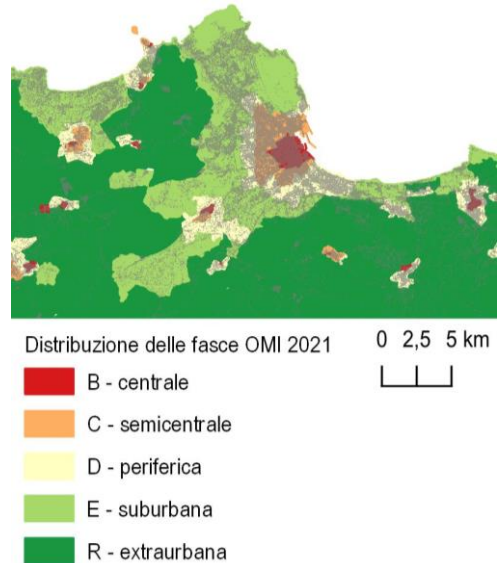 Distribuzione delle fasce OMI 2021
0 2,5 5 km
B - centrale
C - semicentrale
D - periferica
E - suburbana
R - extraurbana